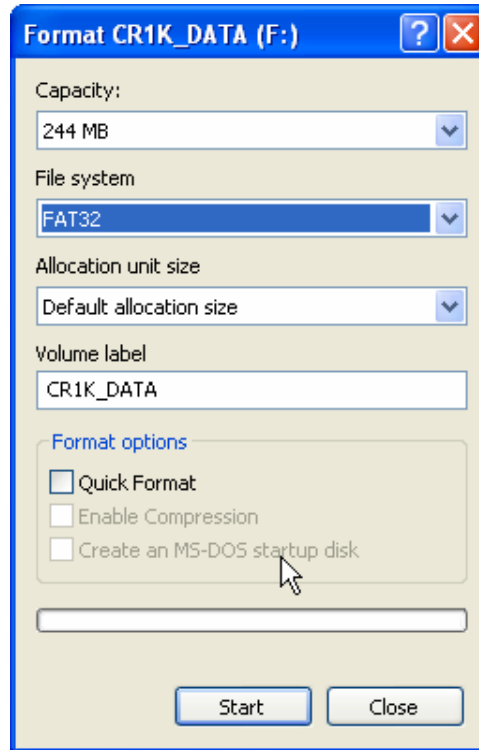 Format CR1K_DATA (F:)
Capacity:
244 MB
File system
FAT32
Allocation unit size
Default allocation size
Volume label
CR1K_DATA
Format options
Quick Format
Enable Compression
Create an MS-DOS startup disk
Start
Close